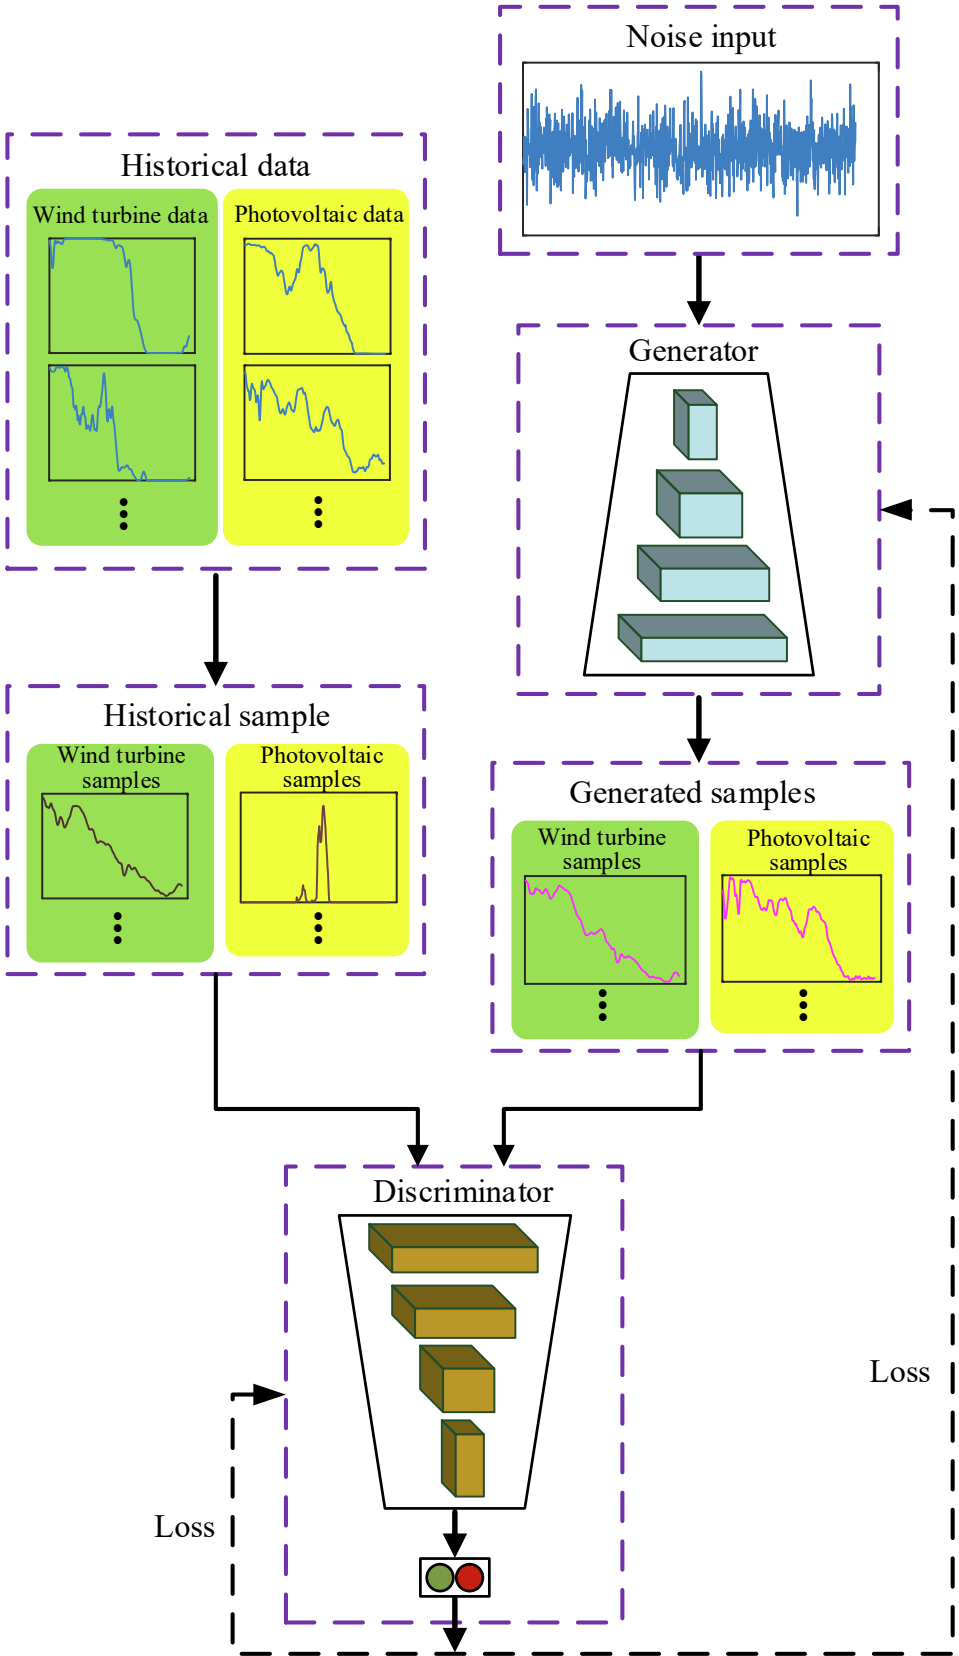 Noise input
Historical data
Wind turbine data
Photovoltaic data
Generator
Historical sample
Wind turbine
samples
Photovoltaic
samples
Generated samples
Wind turbine
samples
Photovoltaic
samples
Discriminator
Loss
Loss